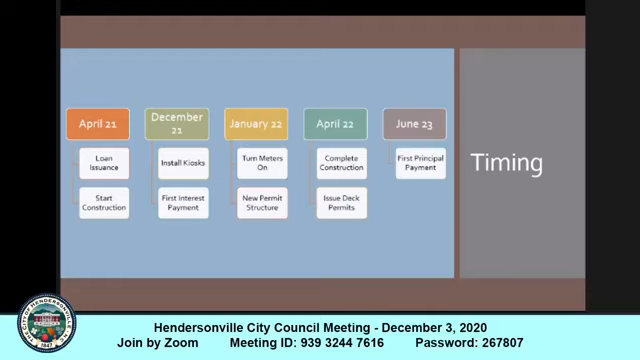 April 21
Loan
Issuance
Start
Construction
December
21
Install Kiosks
First Interest
Payment
January 22
Turn Meters
On
New Permit
Structure
April 22
Complete
Construction
Issue Deck
Permits
June 23
First Principal
Payment
Timing
Hendersonville City Council Meeting - December 3, 2020
Join by Zoom Meeting ID: 939 3244 7616 Password: 267807
1847